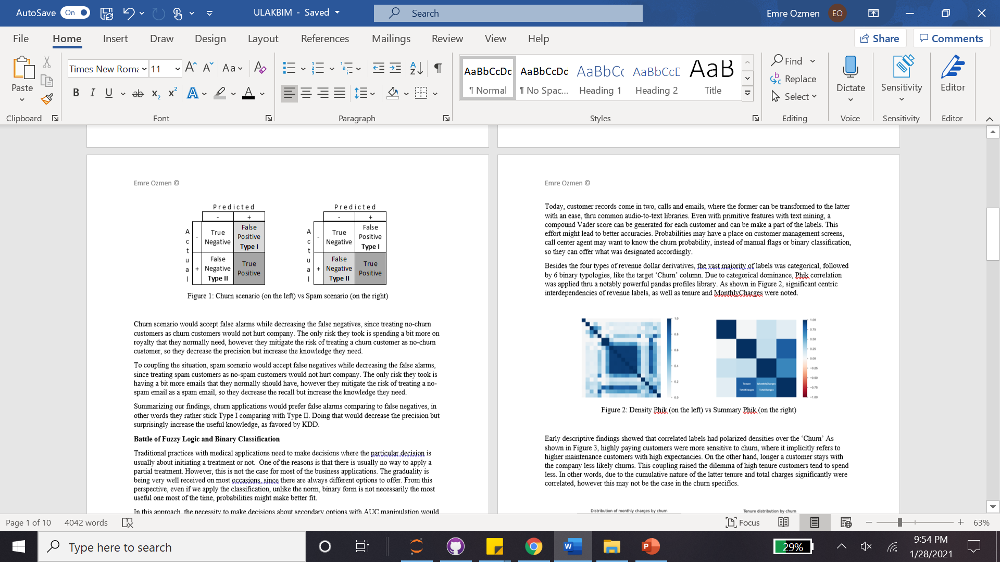 AutoSave On ULAKBIM - Saved Search Emre Ozmen EO
File Home Insert Draw Design Layout References Mailings Review View Help Share Comments
Paste
Times New Roma 11 Aa
B I U ab x₂ x² A A
AaBbCcDc AaBbCcDc AaBbCc AaBbCcD AaB
¶ Normal ¶ No Spac... Heading 1 Heading 2 Title
Find
Replace
Select
Dictate Sensitivity Editor
Clipboard Font Paragraph Styles Editing Voice Sensitivity Editor
Emre Ozmen ©
Predicted
- +
Actual
- True Negative False Positive Type I
+ False Negative Type II True Positive
Predicted
- +
Actual
- True Negative False Positive Type I
+ False Negative Type II True Positive
Figure 1: Churn scenario (on the left) vs Spam scenario (on the right)
Churn scenario would accept false alarms while decreasing the false negatives, since treating no-churn
customers as churn customers would not hurt company. The only risk they took is spending a bit more on
royalty that they normally need, however they mitigate the risk of treating a churn customer as no-churn
customer, so they decrease the precision but increase the knowledge they need.
To coupling the situation, spam scenario would accept false negatives while decreasing the false alarms,
since treating spam customers as no-spam customers would not hurt company. The only risk they took is
having a bit more emails that they normally should have, however they mitigate the risk of treating a no-
spam email as a spam email, so they decrease the recall but increase the knowledge they need.
Summarizing our findings, churn applications would prefer false alarms comparing to false negatives, in
other words they rather stick Type I comparing with Type II. Doing that would decrease the precision but
surprisingly increase the useful knowledge, as favored by KDD.
Battle of Fuzzy Logic and Binary Classification
Traditional practices with medical applications need to make decisions where the particular decision is
usually about initiating a treatment or not. One of the reasons is that there is usually no way to apply a
partial treatment. However, this is not the case for most of the business applications. The graduality is
being very well received on most occasions, since there are always different options to offer. From this
perspective, even if we apply the classification, unlike the norm, binary form is not necessarily the most
useful one most of the time, probabilities might make better fit.
In this approach, the necessity to make decisions about secondary options with AUC manipulation would
Emre Ozmen ©
Today, customer records come in two, calls and emails, where the former can be transformed to the latter
with an ease, thru common audio-to-text libraries. Even with primitive features with text mining, a
compound Vader score can be generated for each customer and can be make a part of the labels. This
effort might lead to better accuracies. Probabilities may have a place on customer management screens,
call center agent may want to know the churn probability, instead of manual flags or binary classification,
so they can offer what was designated accordingly.
Besides the four types of revenue dollar derivatives, the vast majority of labels was categorical, followed
by 6 binary typologies, like the target ‘Churn’ column. Due to categorical dominance, Phik correlation
was applied thru a notably powerful pandas profiles library. As shown in Figure 2, significant centric
interdependencies of revenue labels, as well as tenure and MonthlyCharges were noted.
1.0
0.8
0.6
0.4
0.2
0.0
1.00
0.75
0.50
0.25
0.00
-0.25
-0.50
-0.75
-1.00
Tenure MonthlyCharges
TotalCharges TotalCharges
Figure 2: Density Phik (on the left) vs Summary Phik (on the right)
Early descriptive findings showed that correlated labels had polarized densities over the ‘Churn’ As
shown in Figure 3, highly paying customers were more sensitive to churn, where it implicitly refers to
higher maintenance customers with high expectancies. On the other hand, longer a customer stays with
the company less likely churns. This coupling raised the dilemma of high tenure customers tend to spend
less. In other words, due to the cumulative nature of the latter tenure and total charges significantly were
correlated, however this may not be the case in the churn specifics.
Distribution of monthly charges by churn Tenure distribution by churn
Page 1 of 10 4042 words Focus 63%
Type here to search 29% 9:54 PM
1/28/2021